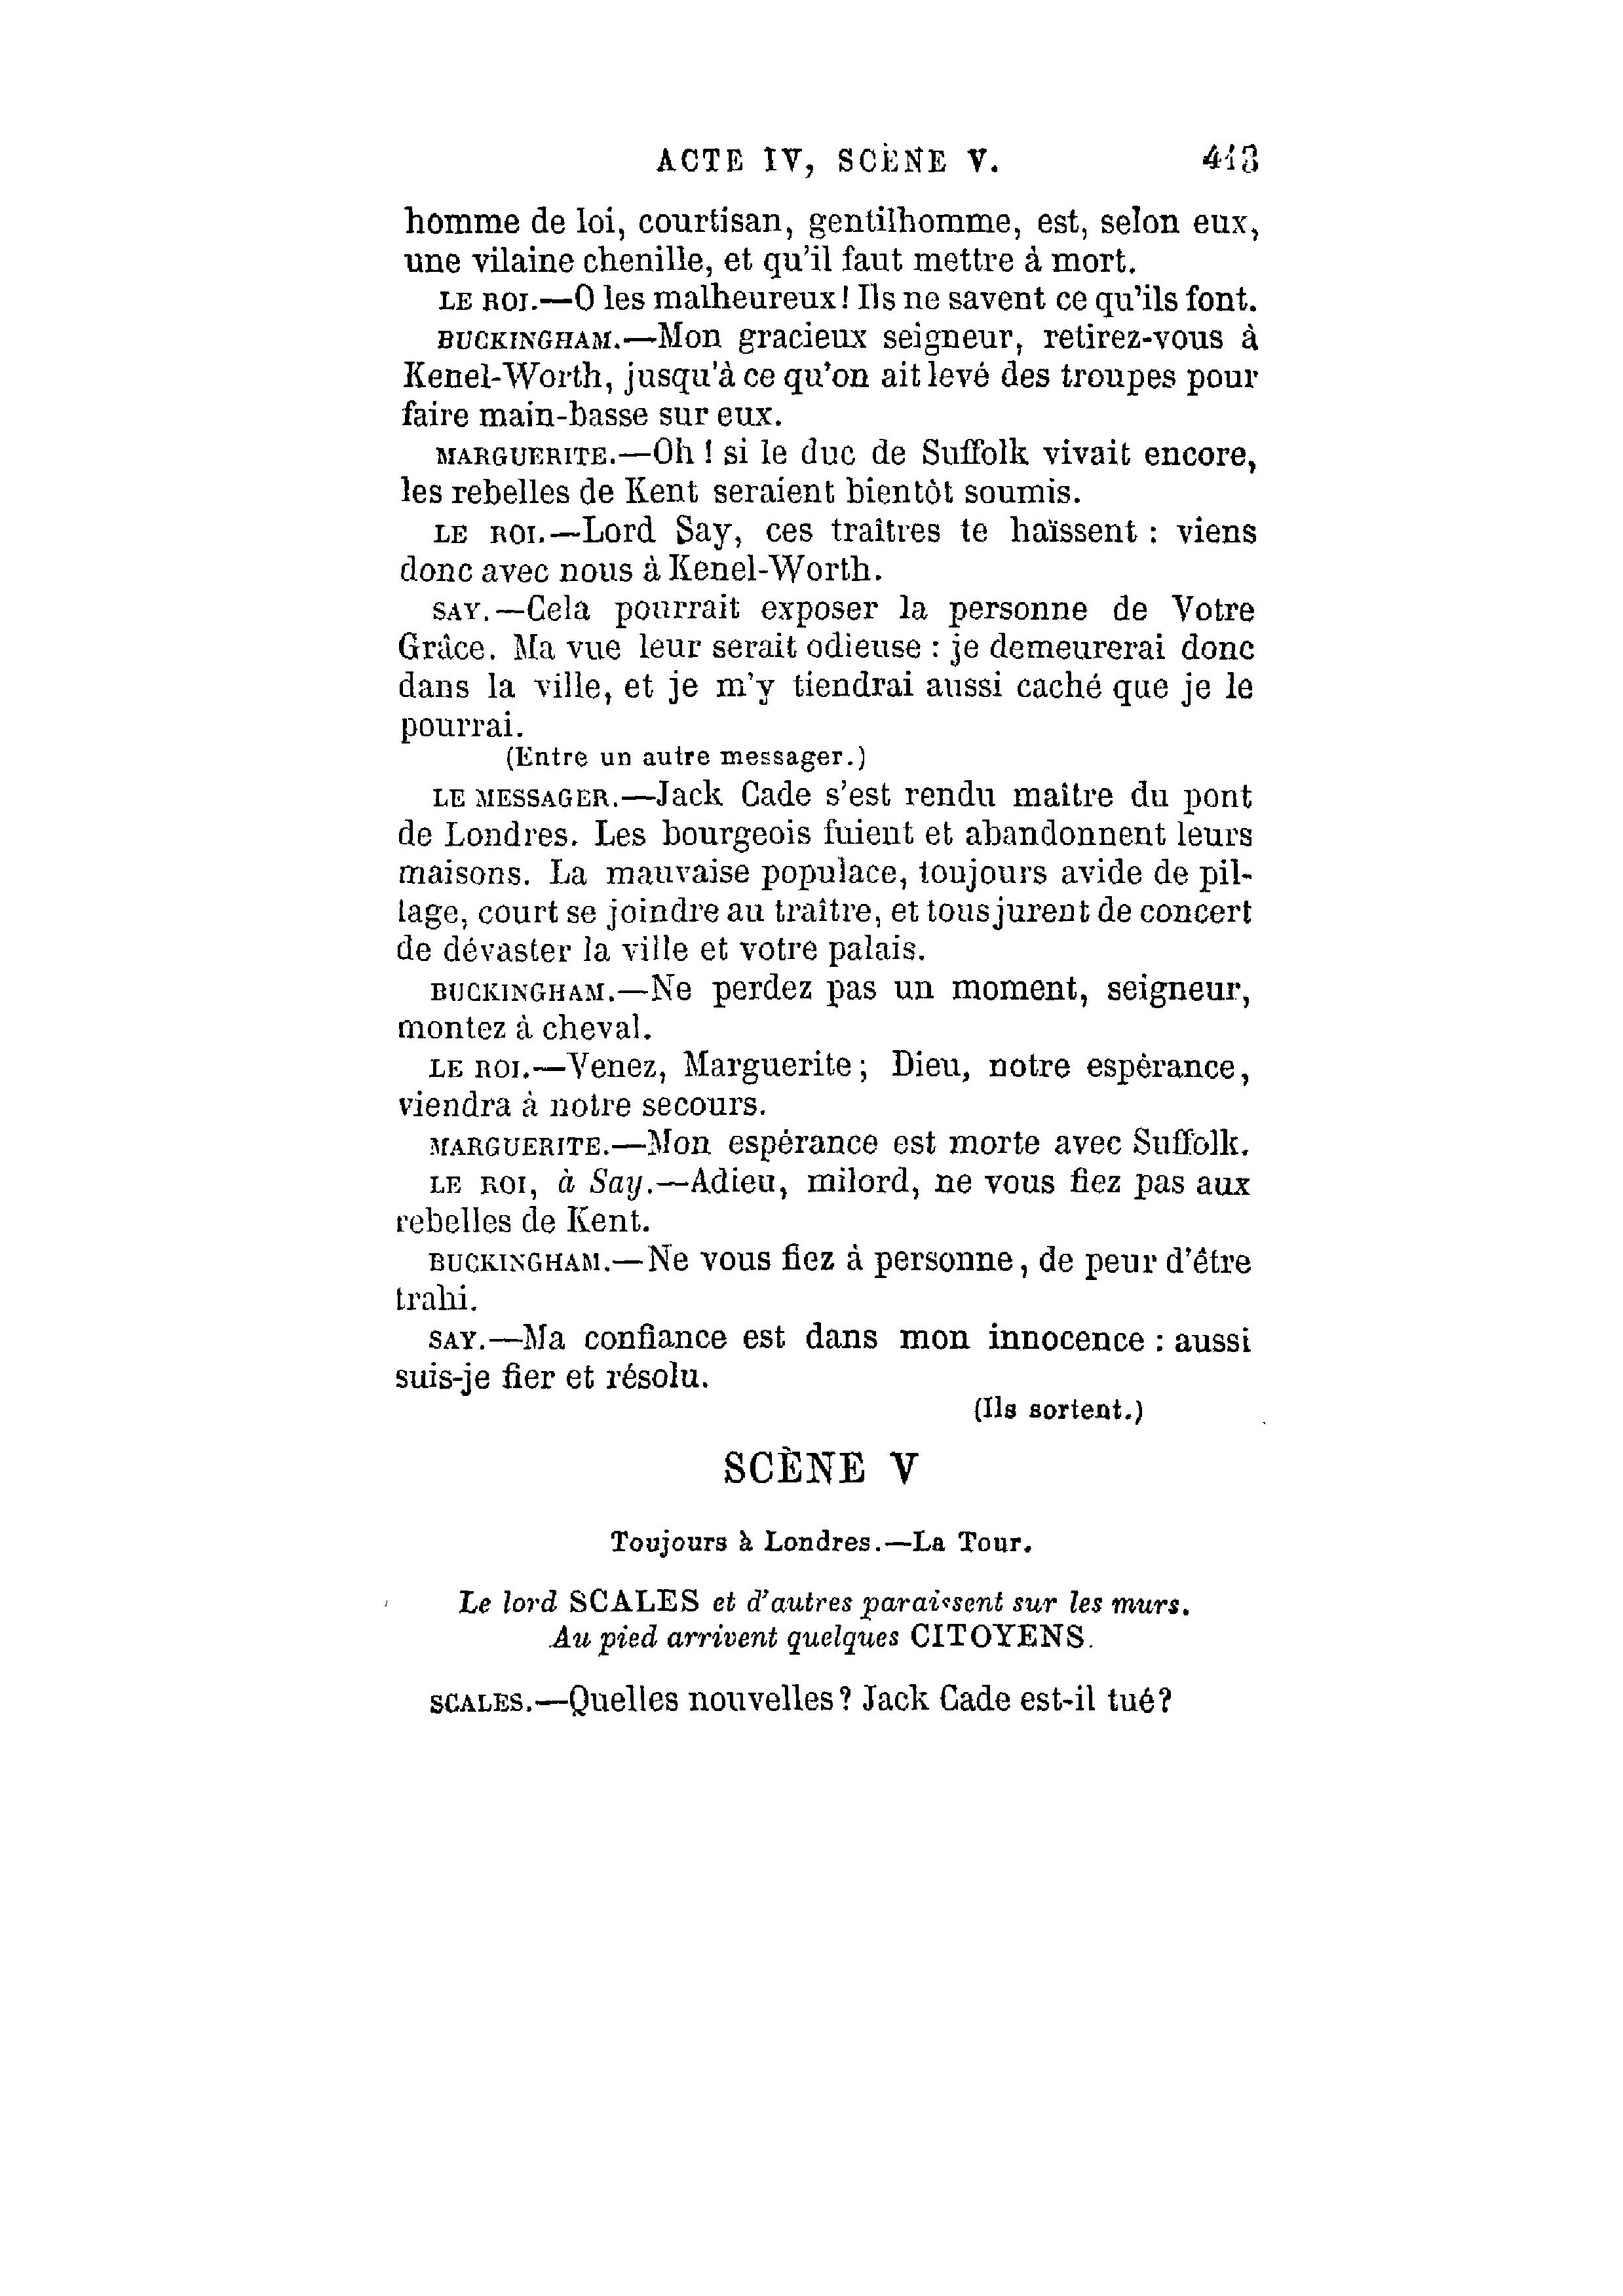 ACTE IV, SCÈNE V. 413
homme de loi, courtisan, gentilhomme, est, selon eux,
une vilaine chenille, et qu'il faut mettre à mort.
LE ROI.—O les malheureux! Ils ne savent ce qu'ils font.
BUCKINGHAM.—Mon gracieux seigneur, retirez-vous à
Kenel-Worth, jusqu'à ce qu'on ait levé des troupes pour
faire main-basse sur eux.
MARGUERITE.—Oh ! si le duc de Suffolk vivait encore,
les rebelles de Kent seraient bientôt soumis.
LE ROI.—Lord Say, ces traîtres te haïssent : viens
donc avec nous à Kenel-Worth.
SAY.—Cela pourrait exposer la personne de Votre
Grâce. Ma vue leur serait odieuse : je demeurerai donc
dans la ville, et je m'y tiendrai aussi caché que je le
pourrai.
(Entre un autre messager.)
LE MESSAGER.—Jack Cade s'est rendu maître du pont
de Londres. Les bourgeois fuient et abandonnent leurs
maisons. La mauvaise populace, toujours avide de pil-
lage, court se joindre au traître, et tous jurent de concert
de dévaster la ville et votre palais.
BUCKINGHAM.—Ne perdez pas un moment, seigneur,
montez à cheval.
LE ROI.—Venez, Marguerite; Dieu, notre espérance,
viendra à notre secours.
MARGUERITE.—Mon espérance est morte avec Suffolk.
LE ROI, à Say.—Adieu, milord, ne vous fiez pas aux
rebelles de Kent.
BUCKINGHAM.—Ne vous fiez à personne, de peur d'être
trahi.
SAY.—Ma confiance est dans mon innocence : aussi
suis-je fier et résolu.
(Ils sortent.)
SCÈNE V
Toujours à Londres.—La Tour.
Le lord SCALES et d'autres paraissent sur les murs.
Au pied arrivent quelques CITOYENS.
SCALES.—Quelles nouvelles? Jack Cade est-il tué?